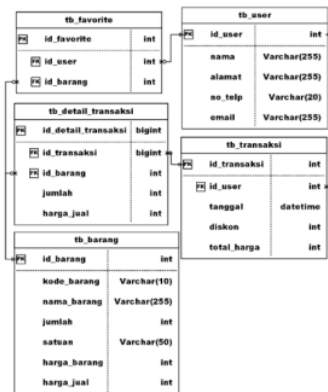 tb_favorite
PK id_favorite int
FK id_user int
FK id_barang int
tb_detail_transaksi
PK id_detail_transaksi bigint
FK id_transaksi bigint
FK id_barang int
jumlah int
harga_jual int
tb_barang
PK id_barang int
kode_barang Varchar(10)
nama_barang Varchar(255)
jumlah int
satuan Varchar(50)
harga_barang int
harga_jual int
tb_user
PK id_user int
nama Varchar(255)
alamat Varchar(255)
no_telp Varchar(20)
email Varchar(255)
tb_transaksi
PK id_transaksi int
FK id_user int
tanggal datetime
diskon int
total_harga int